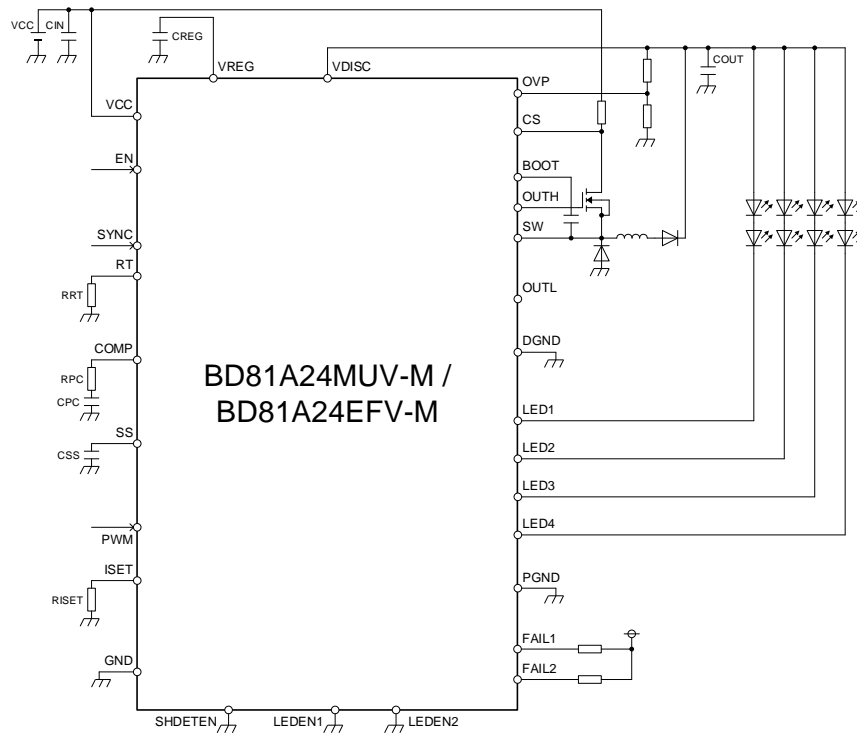 VCC
CIN
CREG
VREG
VDISC
COUT
VCC
OVP
CS
EN
BOOT
OUTH
SYNC
SW
RT
RRT
OUTL
COMP
DGND
RPC
CPC
BD81A24MUV-M /
BD81A24EFV-M
SS
CSS
LED1
LED2
LED3
LED4
PWM
ISET
RISET
PGND
GND
FAIL1
FAIL2
SHDETEN
LEDEN1
LEDEN2